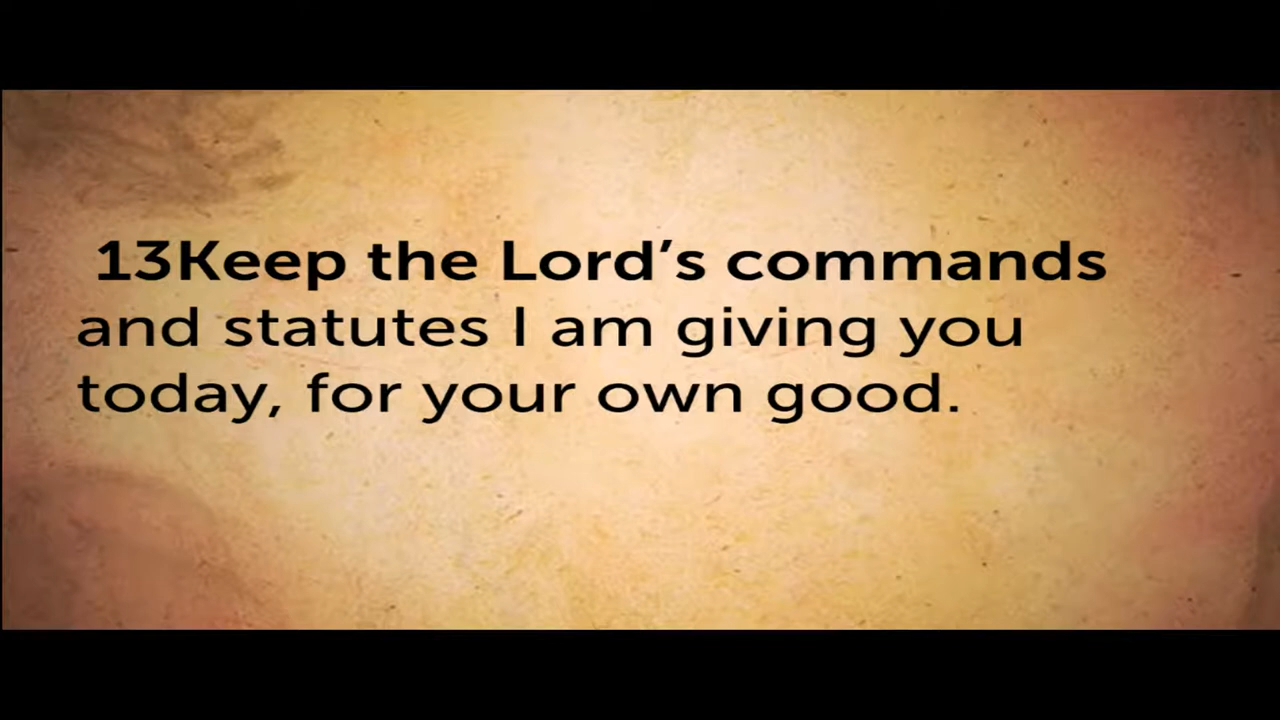 13Keep the Lord’s commands
and statutes I am giving you
today, for your own good.